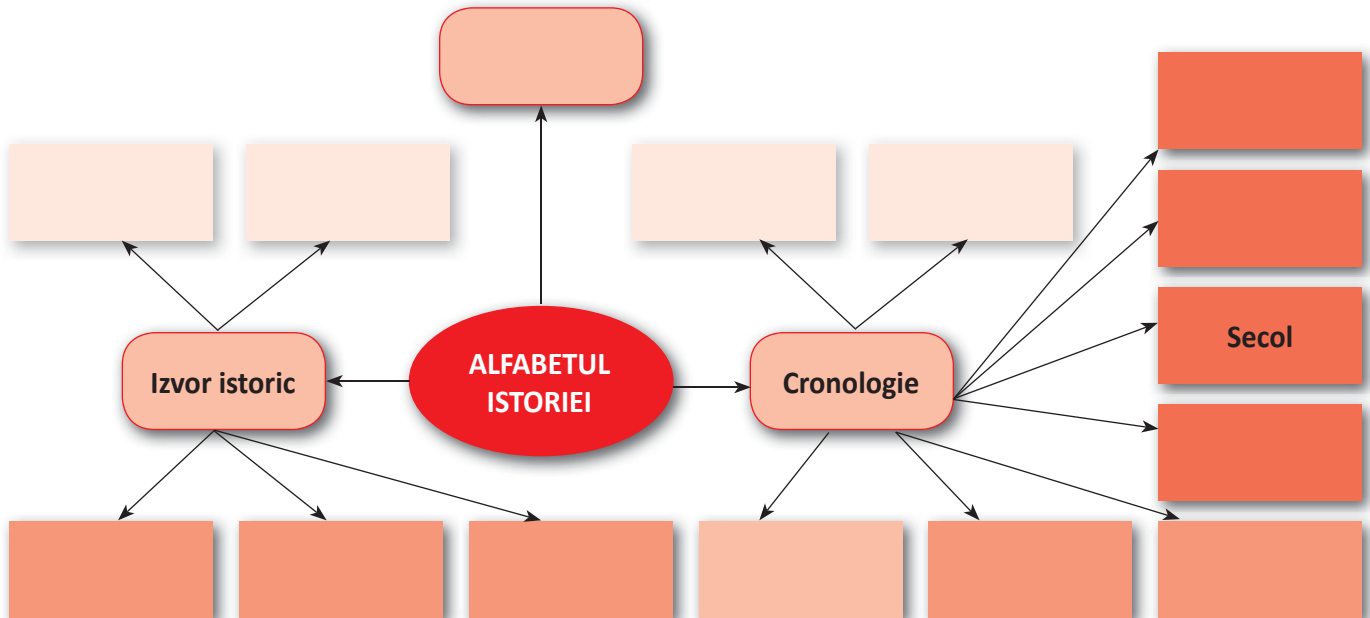 Secol
ALFABETUL
ISTORIEI
Izvor istoric
Cronologie